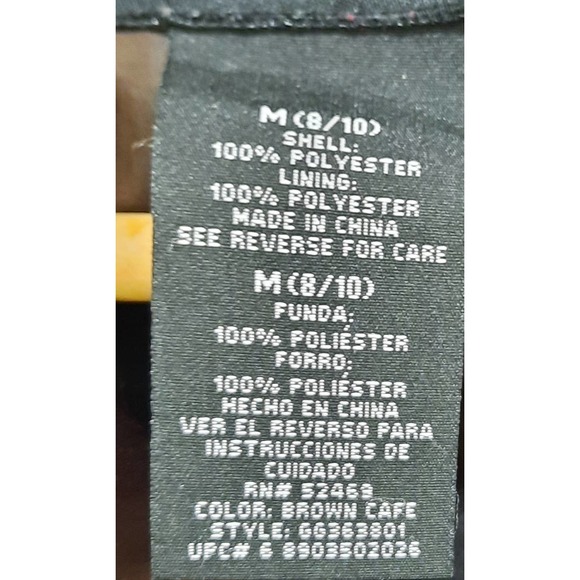 M(8/10)
SHELL:
100% POLYESTER
LINING:
100% POLYESTER
MADE IN CHINA
SEE REVERSE FOR CARE
M(8/10)
FUNDA:
100% POLIÉSTER
FORRO:
100% POLIÉSTER
HECHO EN CHINA
VER EL REVERSO PARA
INSTRUCCIONES DE
CUIDADO
RN# 52469
COLOR: BROWN CAFE
STYLE: GG363801
UPC# 6 8903502026